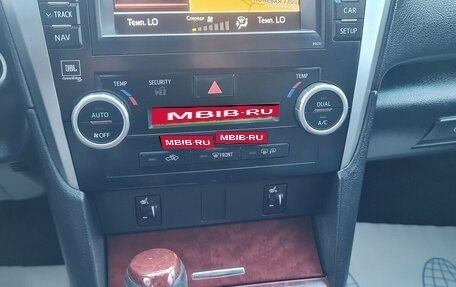 TRACK
NAV
Темп. LO
Спереди
Темп. LO
CAR
SETUP
JBL
TEMP
SECURITY
TEMP
AUTO
OFF
MBIB-RU
DUAL
A/C
MBIB-RU
MBIB-RU
FRONT